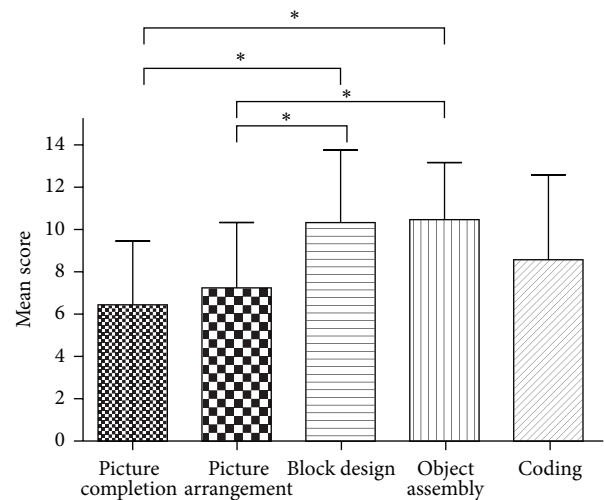 *
*
*
*
14
12
10
8
6
4
2
0
Mean score
Picture completion
Picture arrangement
Block design
Object assembly
Coding